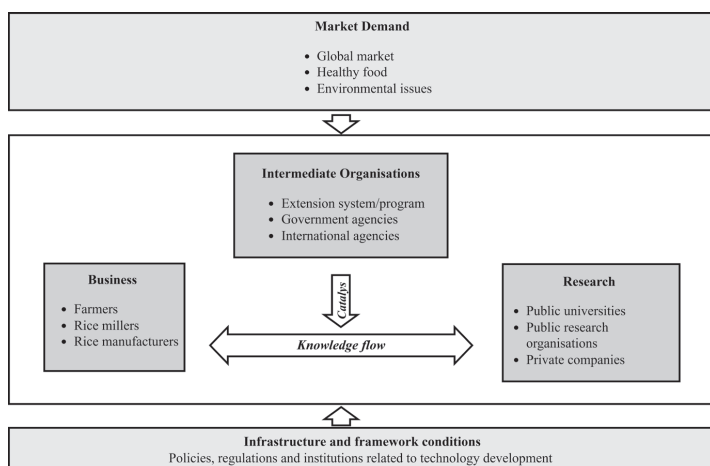 Market Demand
• Global market
• Healthy food
• Environmental issues
Intermediate Organisations
• Extension system/program
• Government agencies
• International agencies
Business
• Farmers
• Rice millers
• Rice manufacturers
Catalys
Knowledge flow
Research
• Public universities
• Public research
organisations
• Private companies
Infrastructure and framework conditions
Policies, regulations and institutions related to technology development